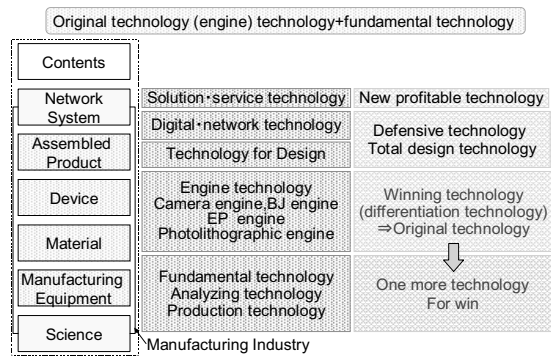 Original technology (engine) technology+fundamental technology
Contents
Network
System
Assembled
Product
Device
Material
Manufacturing
Equipment
Science
Solution・service technology
Digital・network technology
Technology for Design
Engine technology
Camera engine,BJ engine
EP engine
Photolithographic engine
Fundamental technology
Analyzing technology
Production technology
New profitable technology
Defensive technology
Total design technology
Winning technology
(differentiation technology)
⇒Original technology
One more technology
For win
Manufacturing Industry